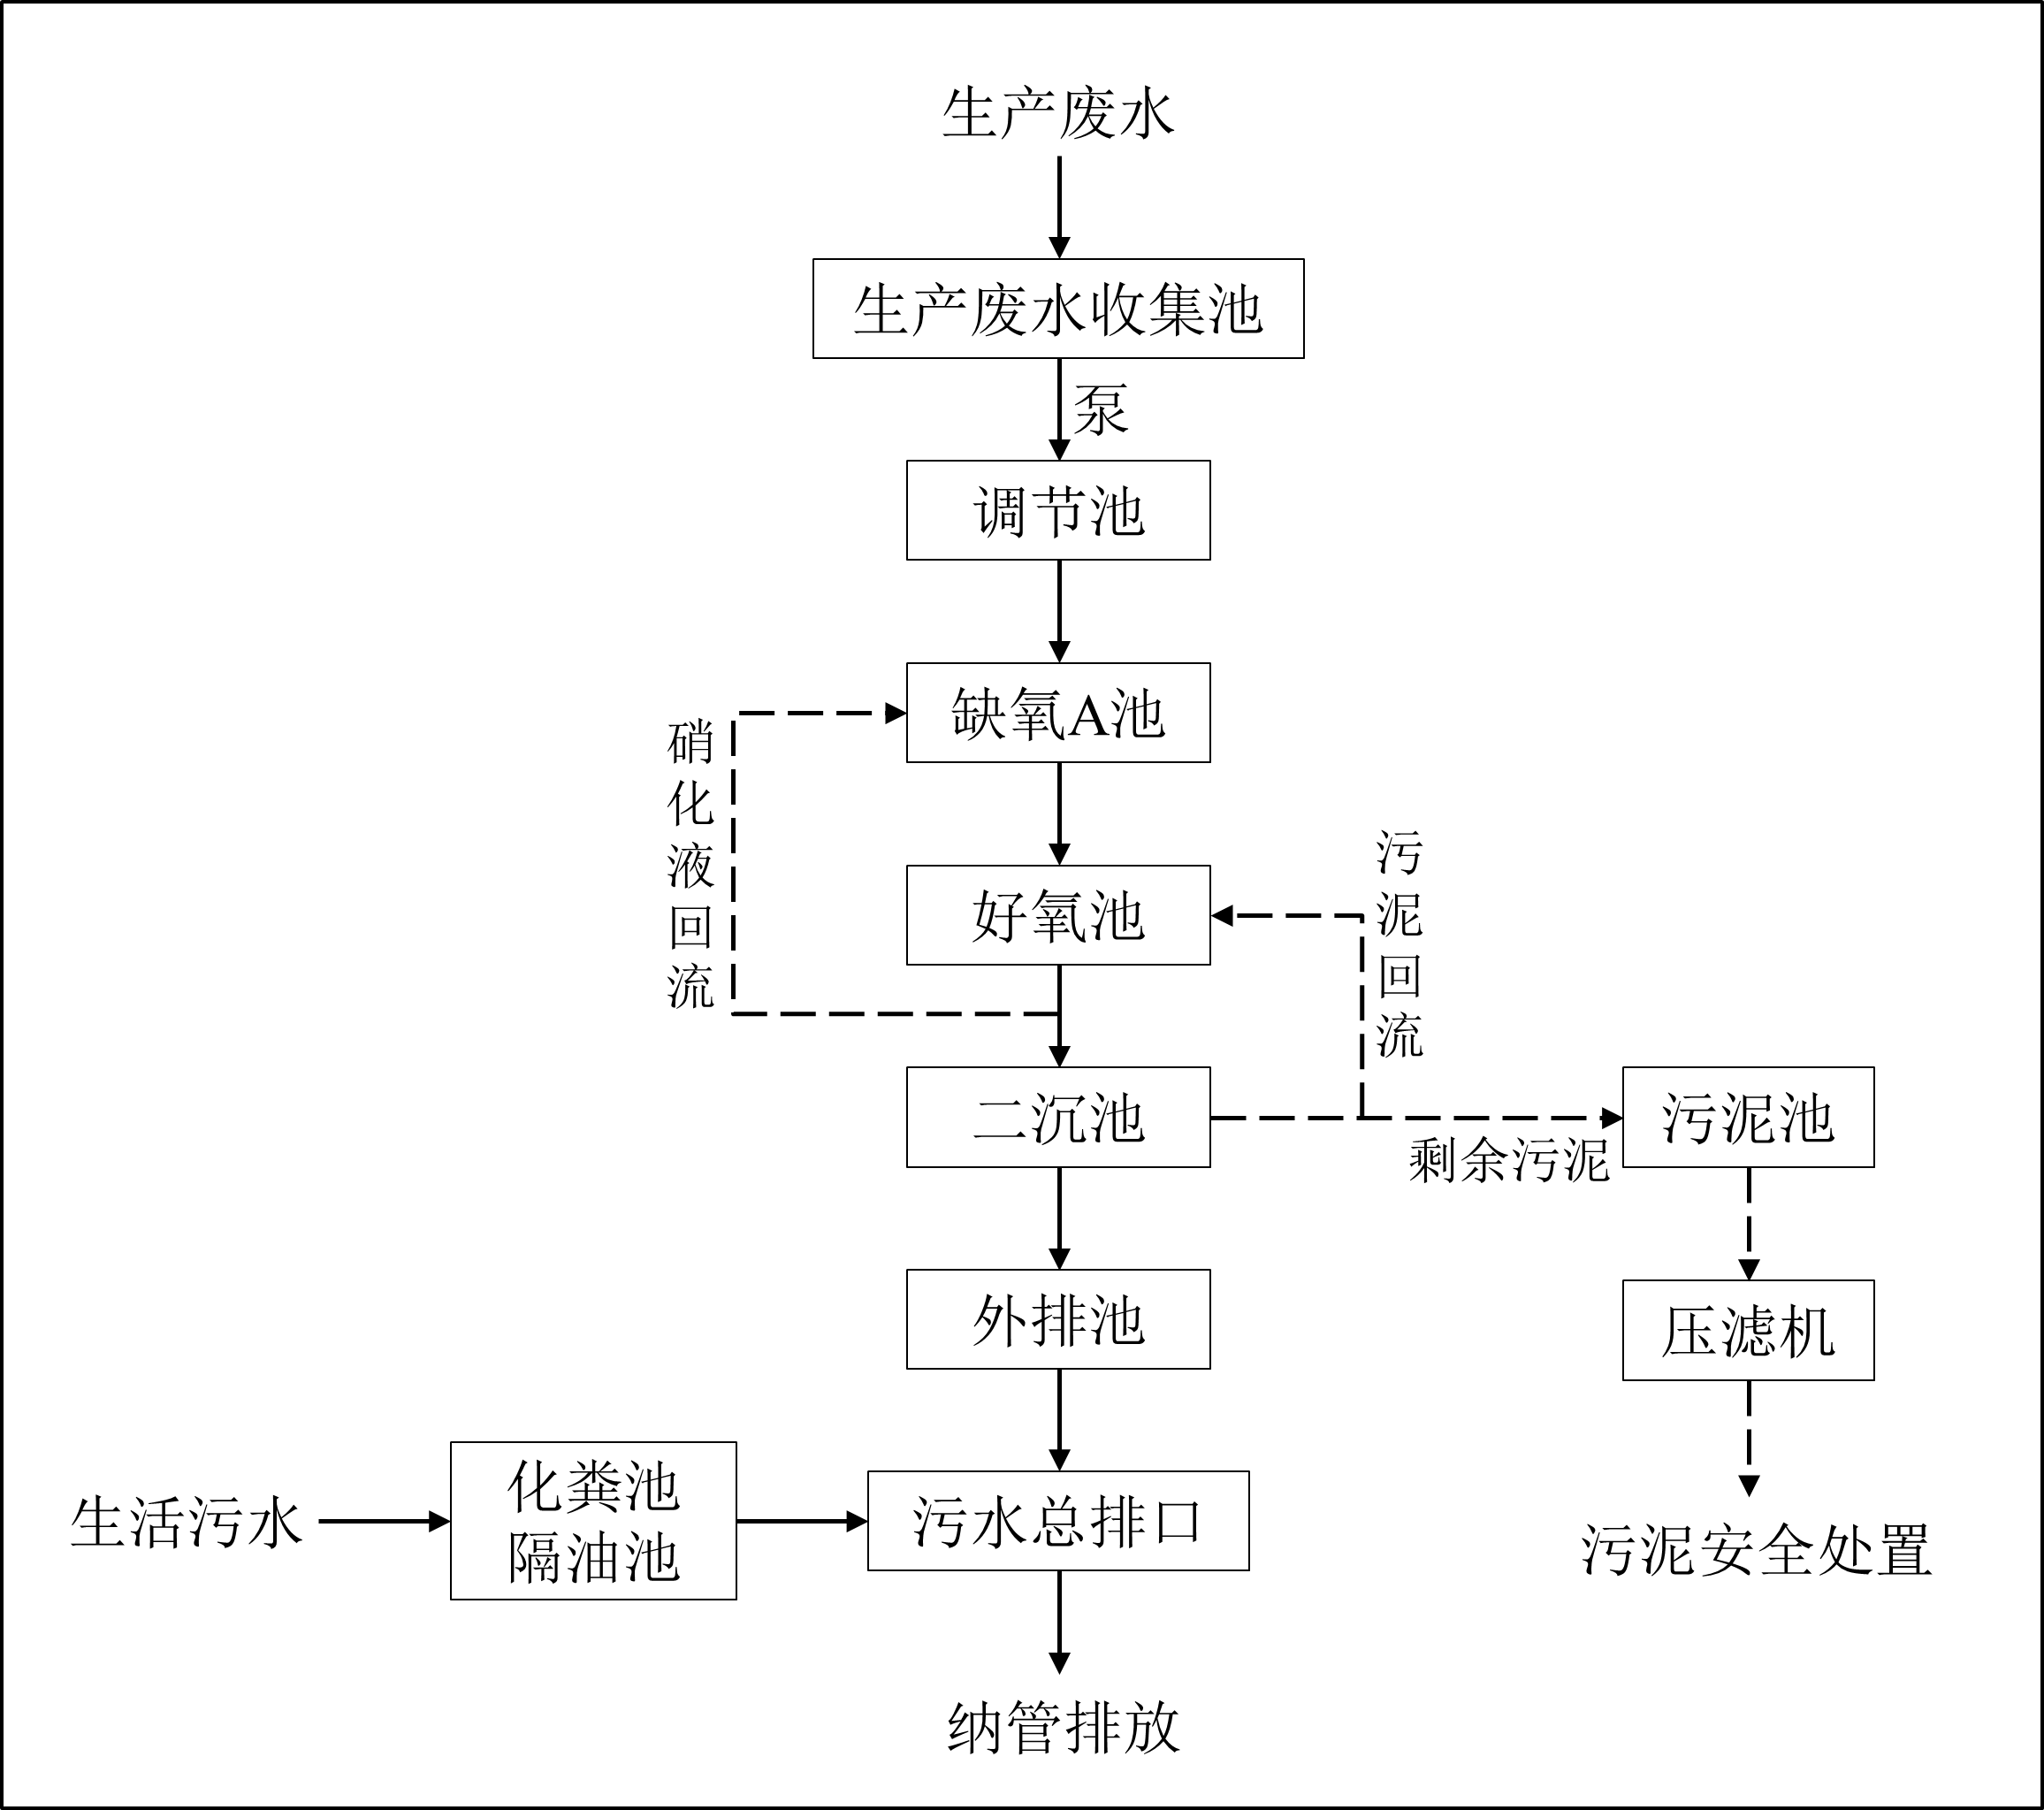 生产废水
生产废水收集池
泵
调节池
缺氧A池
硝化液回流
好氧池
污泥回流
二沉池
剩余污泥
污泥池
外排池
压滤机
生活污水
化粪池
隔油池
污水总排口
污泥安全处置
纳管排放